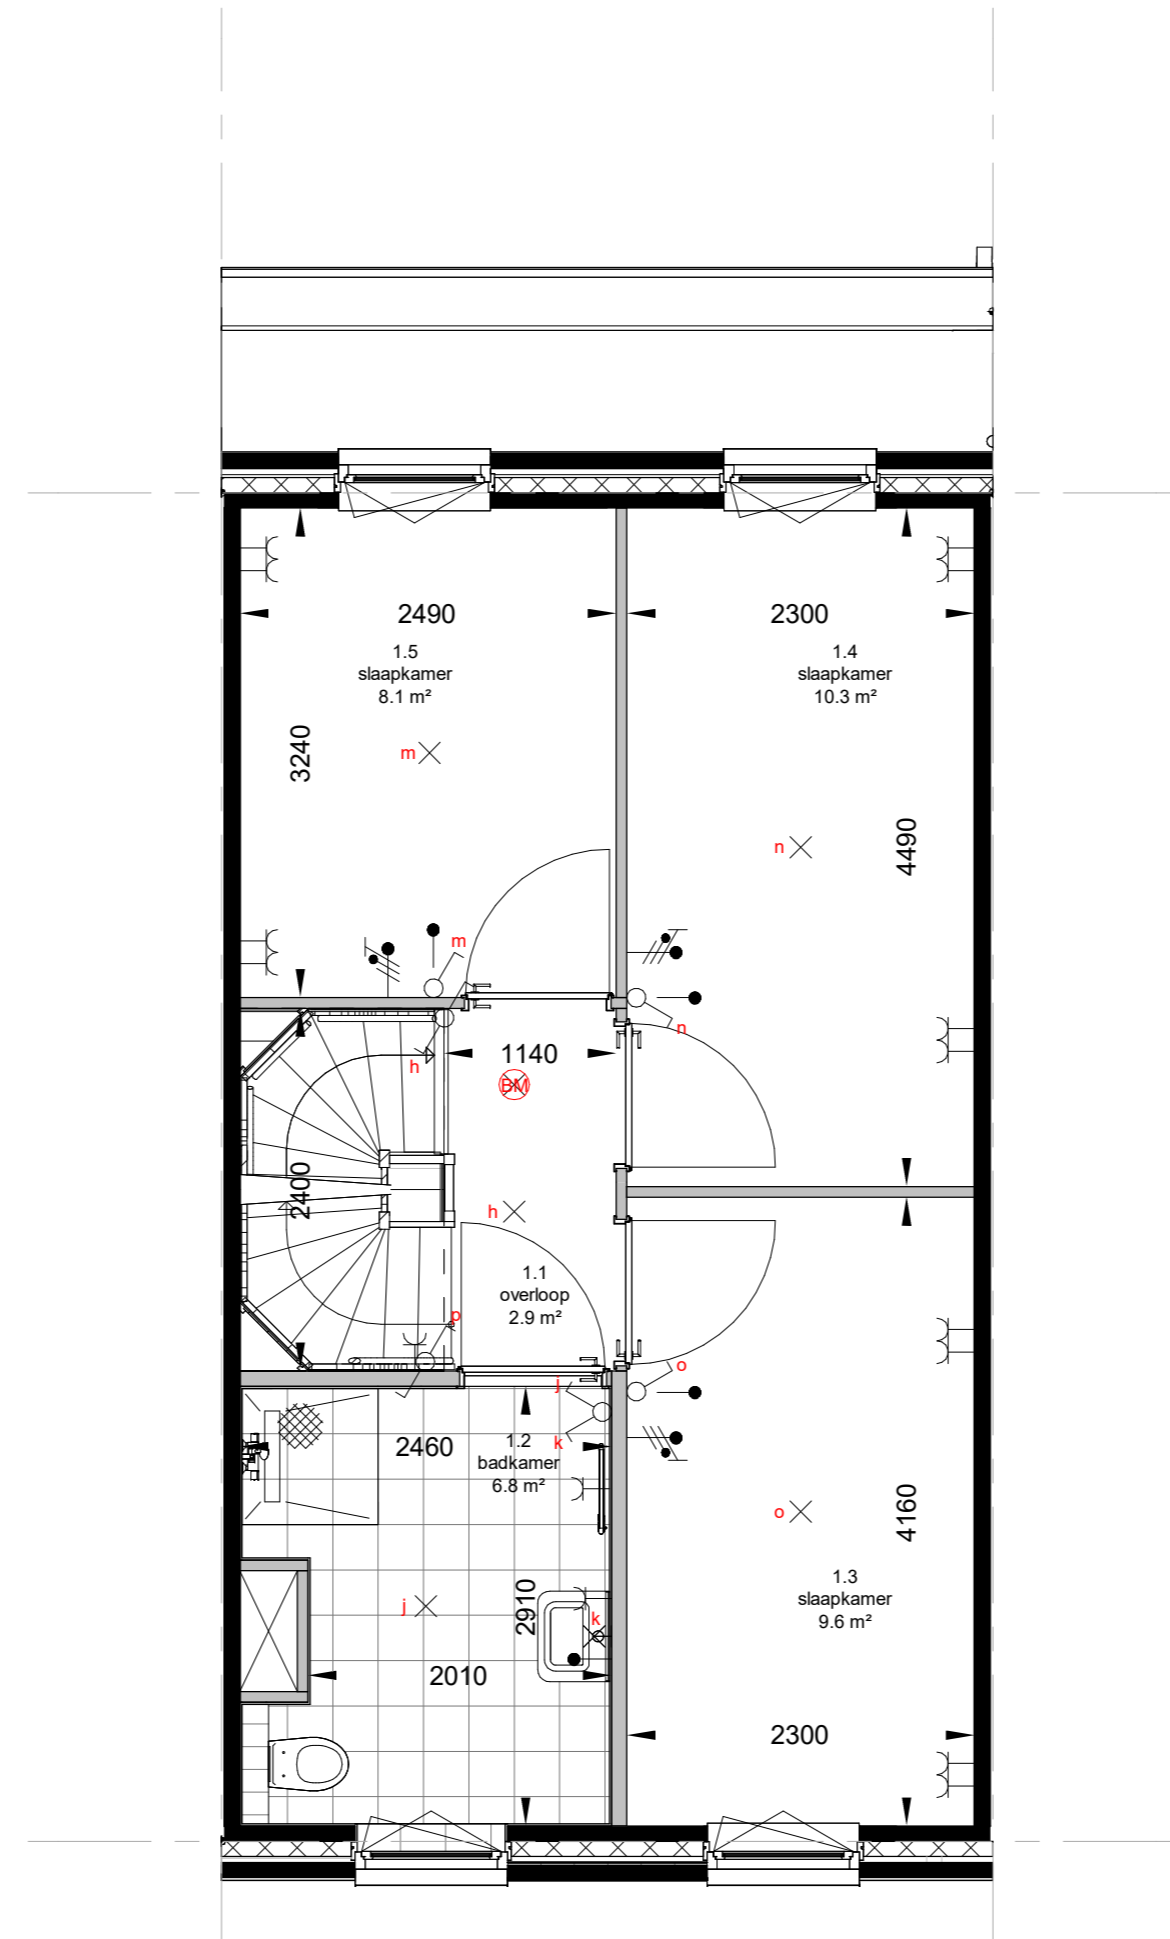 2490
2300
1.5
slaapkamer
8.1 m²
1.4
slaapkamer
10.3 m²
3240
m
n
4490
m
n
h
1140
BM
2400
h
1.1
overloop
2.9 m²
p
o
j
k
2460
1.2
badkamer
6.8 m²
o
4160
1.3
slaapkamer
9.6 m²
j
2910
k
2010
2300